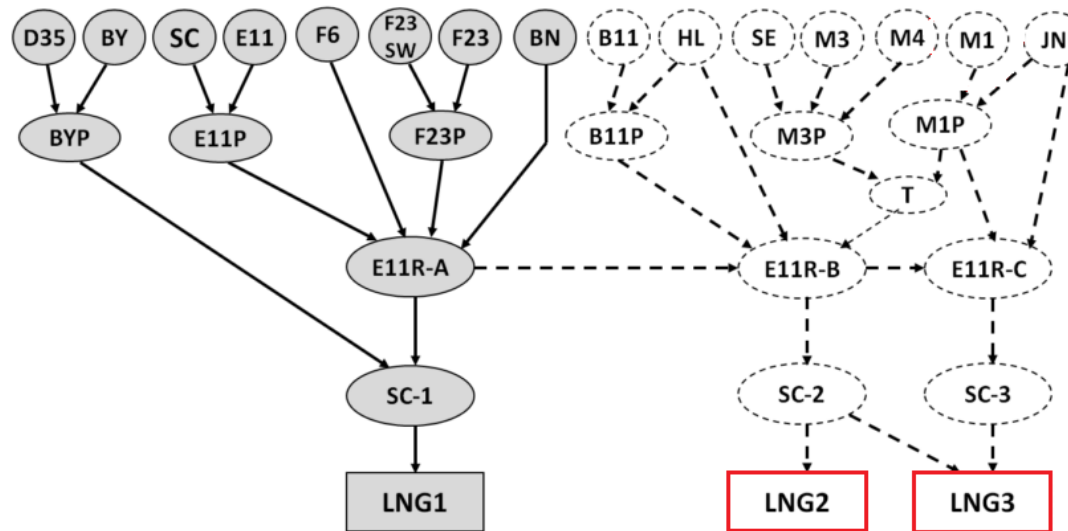 D35 BY SC E11 F6 F23 SW F23 BN B11 HL SE M3 M4 M1 JN
BYP E11P F23P B11P M3P M1P
T
E11R-A E11R-B E11R-C
SC-1 SC-2 SC-3
LNG1 LNG2 LNG3